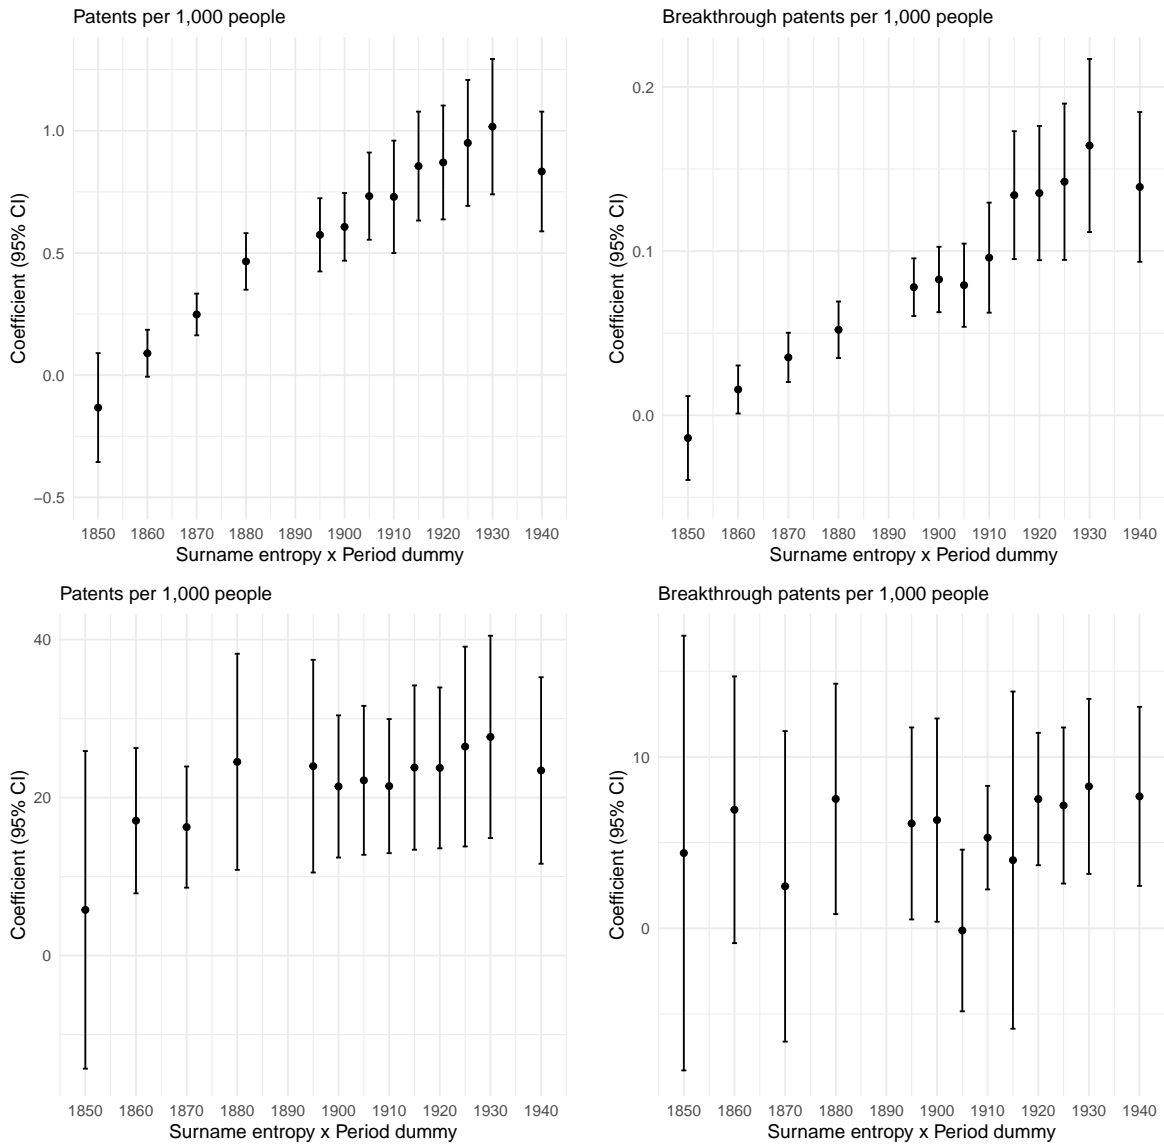 Patents per 1,000 people
Coefficient (95% CI)
1.0
0.5
0.0
−0.5
1850 1860 1870 1880 1890 1900 1910 1920 1930 1940
Surname entropy x Period dummy
Breakthrough patents per 1,000 people
Coefficient (95% CI)
0.2
0.1
0.0
1850 1860 1870 1880 1890 1900 1910 1920 1930 1940
Surname entropy x Period dummy
Patents per 1,000 people
Coefficient (95% CI)
40
20
0
1850 1860 1870 1880 1890 1900 1910 1920 1930 1940
Surname entropy x Period dummy
Breakthrough patents per 1,000 people
Coefficient (95% CI)
10
0
1850 1860 1870 1880 1890 1900 1910 1920 1930 1940
Surname entropy x Period dummy